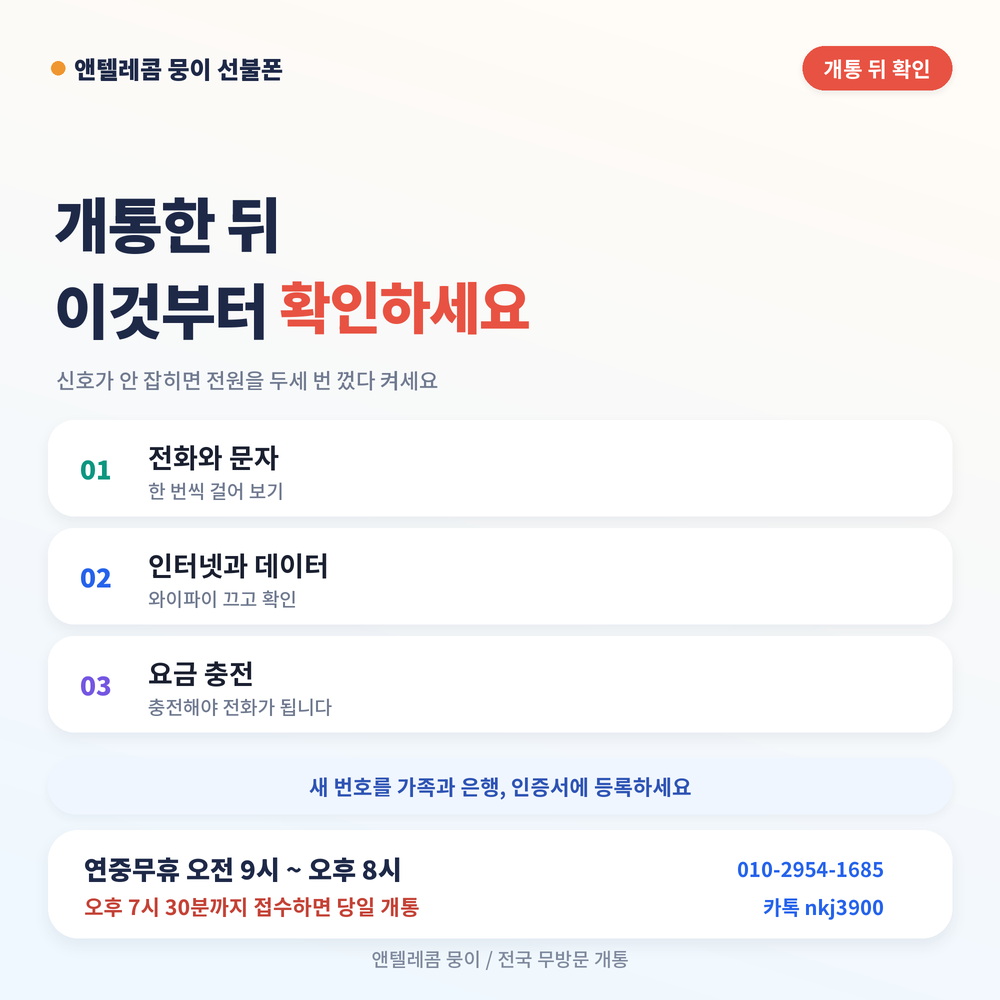 앤텔레콤 뭉이 선불폰
개통 뒤 확인
개통한 뒤
이것부터 확인하세요
신호가 안 잡히면 전원을 두세 번 껐다 켜세요
01
전화와 문자
한 번씩 걸어 보기
02
인터넷과 데이터
와이파이 끄고 확인
03
요금 충전
충전해야 전화가 됩니다
새 번호를 가족과 은행, 인증서에 등록하세요
연중무휴 오전 9시 ~ 오후 8시
010-2954-1685
오후 7시 30분까지 접수하면 당일 개통
카톡 nkj3900
앤텔레콤 뭉이 / 전국 무방문 개통